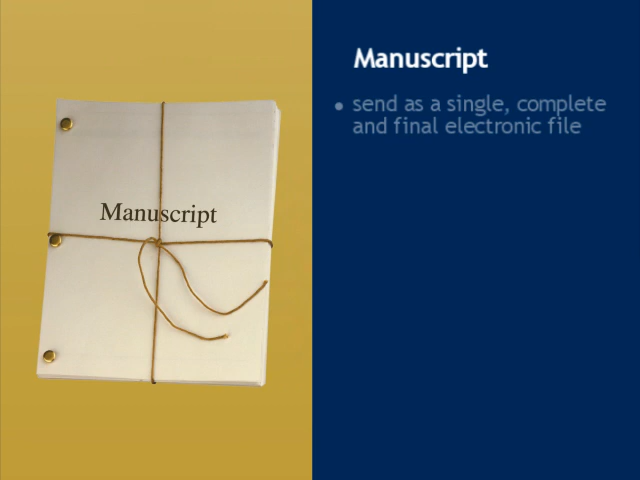 Manuscript
Manuscript
• send as a single, complete
and final electronic file